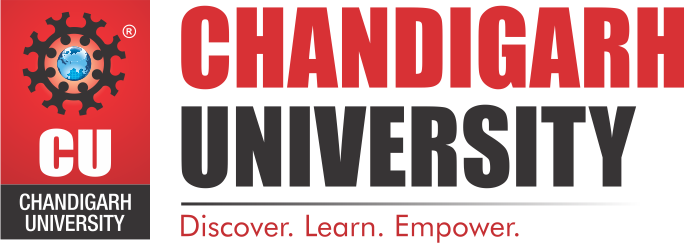 ®
CU
CHANDIGARH
UNIVERSITY
CHANDIGARH
UNIVERSITY
Discover. Learn. Empower.